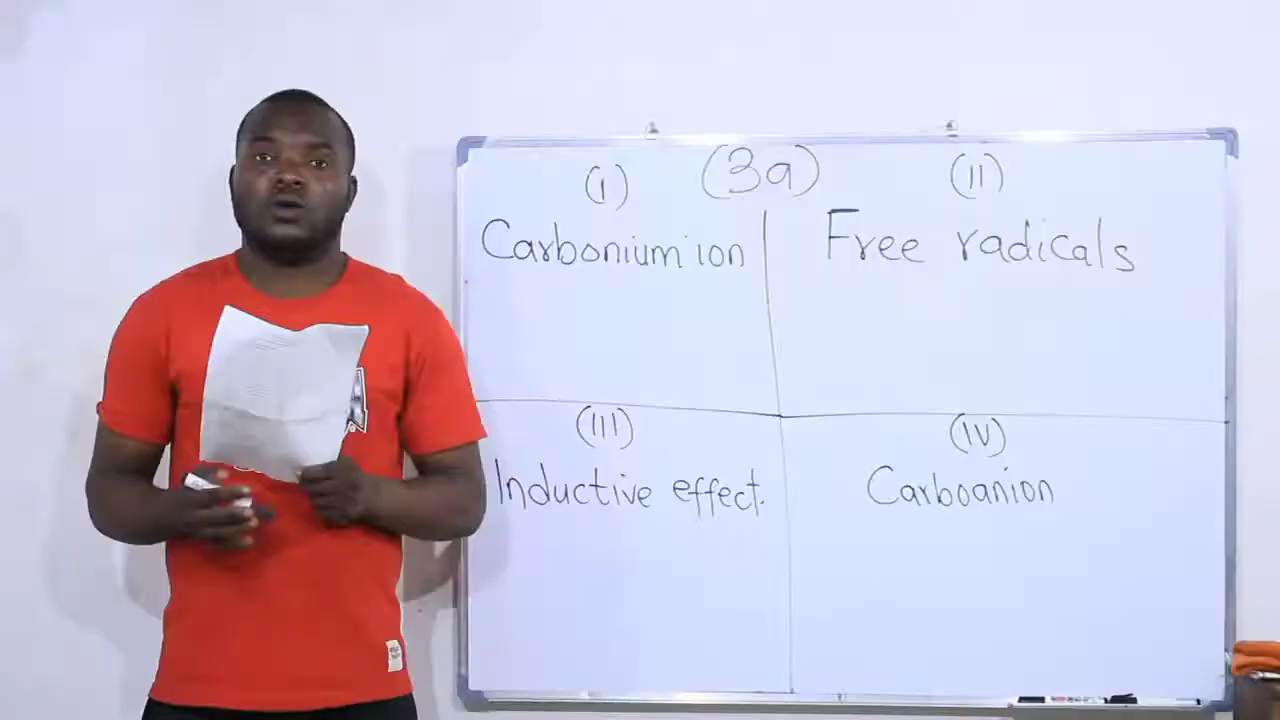 (3a)
(I)
Carbonium ion
(II)
Free radicals
(III)
Inductive effect.
(IV)
Carboanion